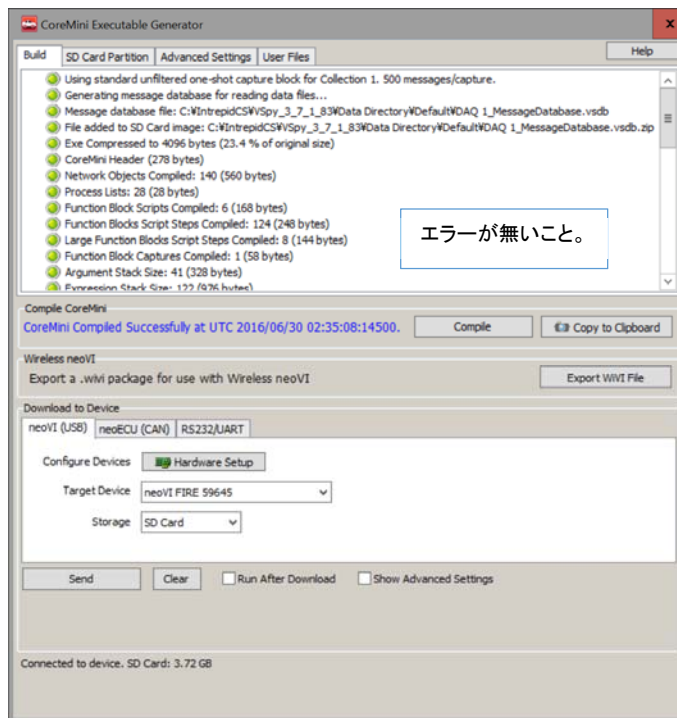 CoreMini Executable Generator
x
Build SD Card Partition Advanced Settings User Files Help
Using standard unfiltered one-shot capture block for Collection 1. 500 messages/capture.
Generating message database for reading data files...
Message database file: C:¥IntrepidCS¥VSpy_3_7_1_83¥Data Directory¥Default¥DAQ 1_MessageDatabase.vsdb
File added to SD Card image: C:¥IntrepidCS¥VSpy_3_7_1_83¥Data Directory¥Default¥DAQ 1_MessageDatabase.vsdb.zip
Exe Compressed to 4096 bytes (23.4 % of original size)
CoreMini Header (278 bytes)
Network Objects Compiled: 140 (560 bytes)
Process Lists: 28 (28 bytes)
Function Block Scripts Compiled: 6 (168 bytes)
Function Blocks Script Steps Compiled: 124 (248 bytes)
Large Function Blocks Script Steps Compiled: 8 (144 bytes)
Function Block Captures Compiled: 1 (58 bytes)
Argument Stack Size: 41 (328 bytes)
Expression Stack Size: 122 (976 bytes)
エラーが無いこと。
Compile CoreMini
CoreMini Compiled Successfully at UTC 2016/06/30 02:35:08:14500. Compile Copy to Clipboard
Wireless neoVI
Export a .wivi package for use with Wireless neoVI Export WiVI File
Download to Device
neoVI (USB) neoECU (CAN) RS232/UART
Configure Devices Hardware Setup
Target Device neoVI FIRE 59645
Storage SD Card
Send Clear Run After Download Show Advanced Settings
Connected to device. SD Card: 3.72 GB